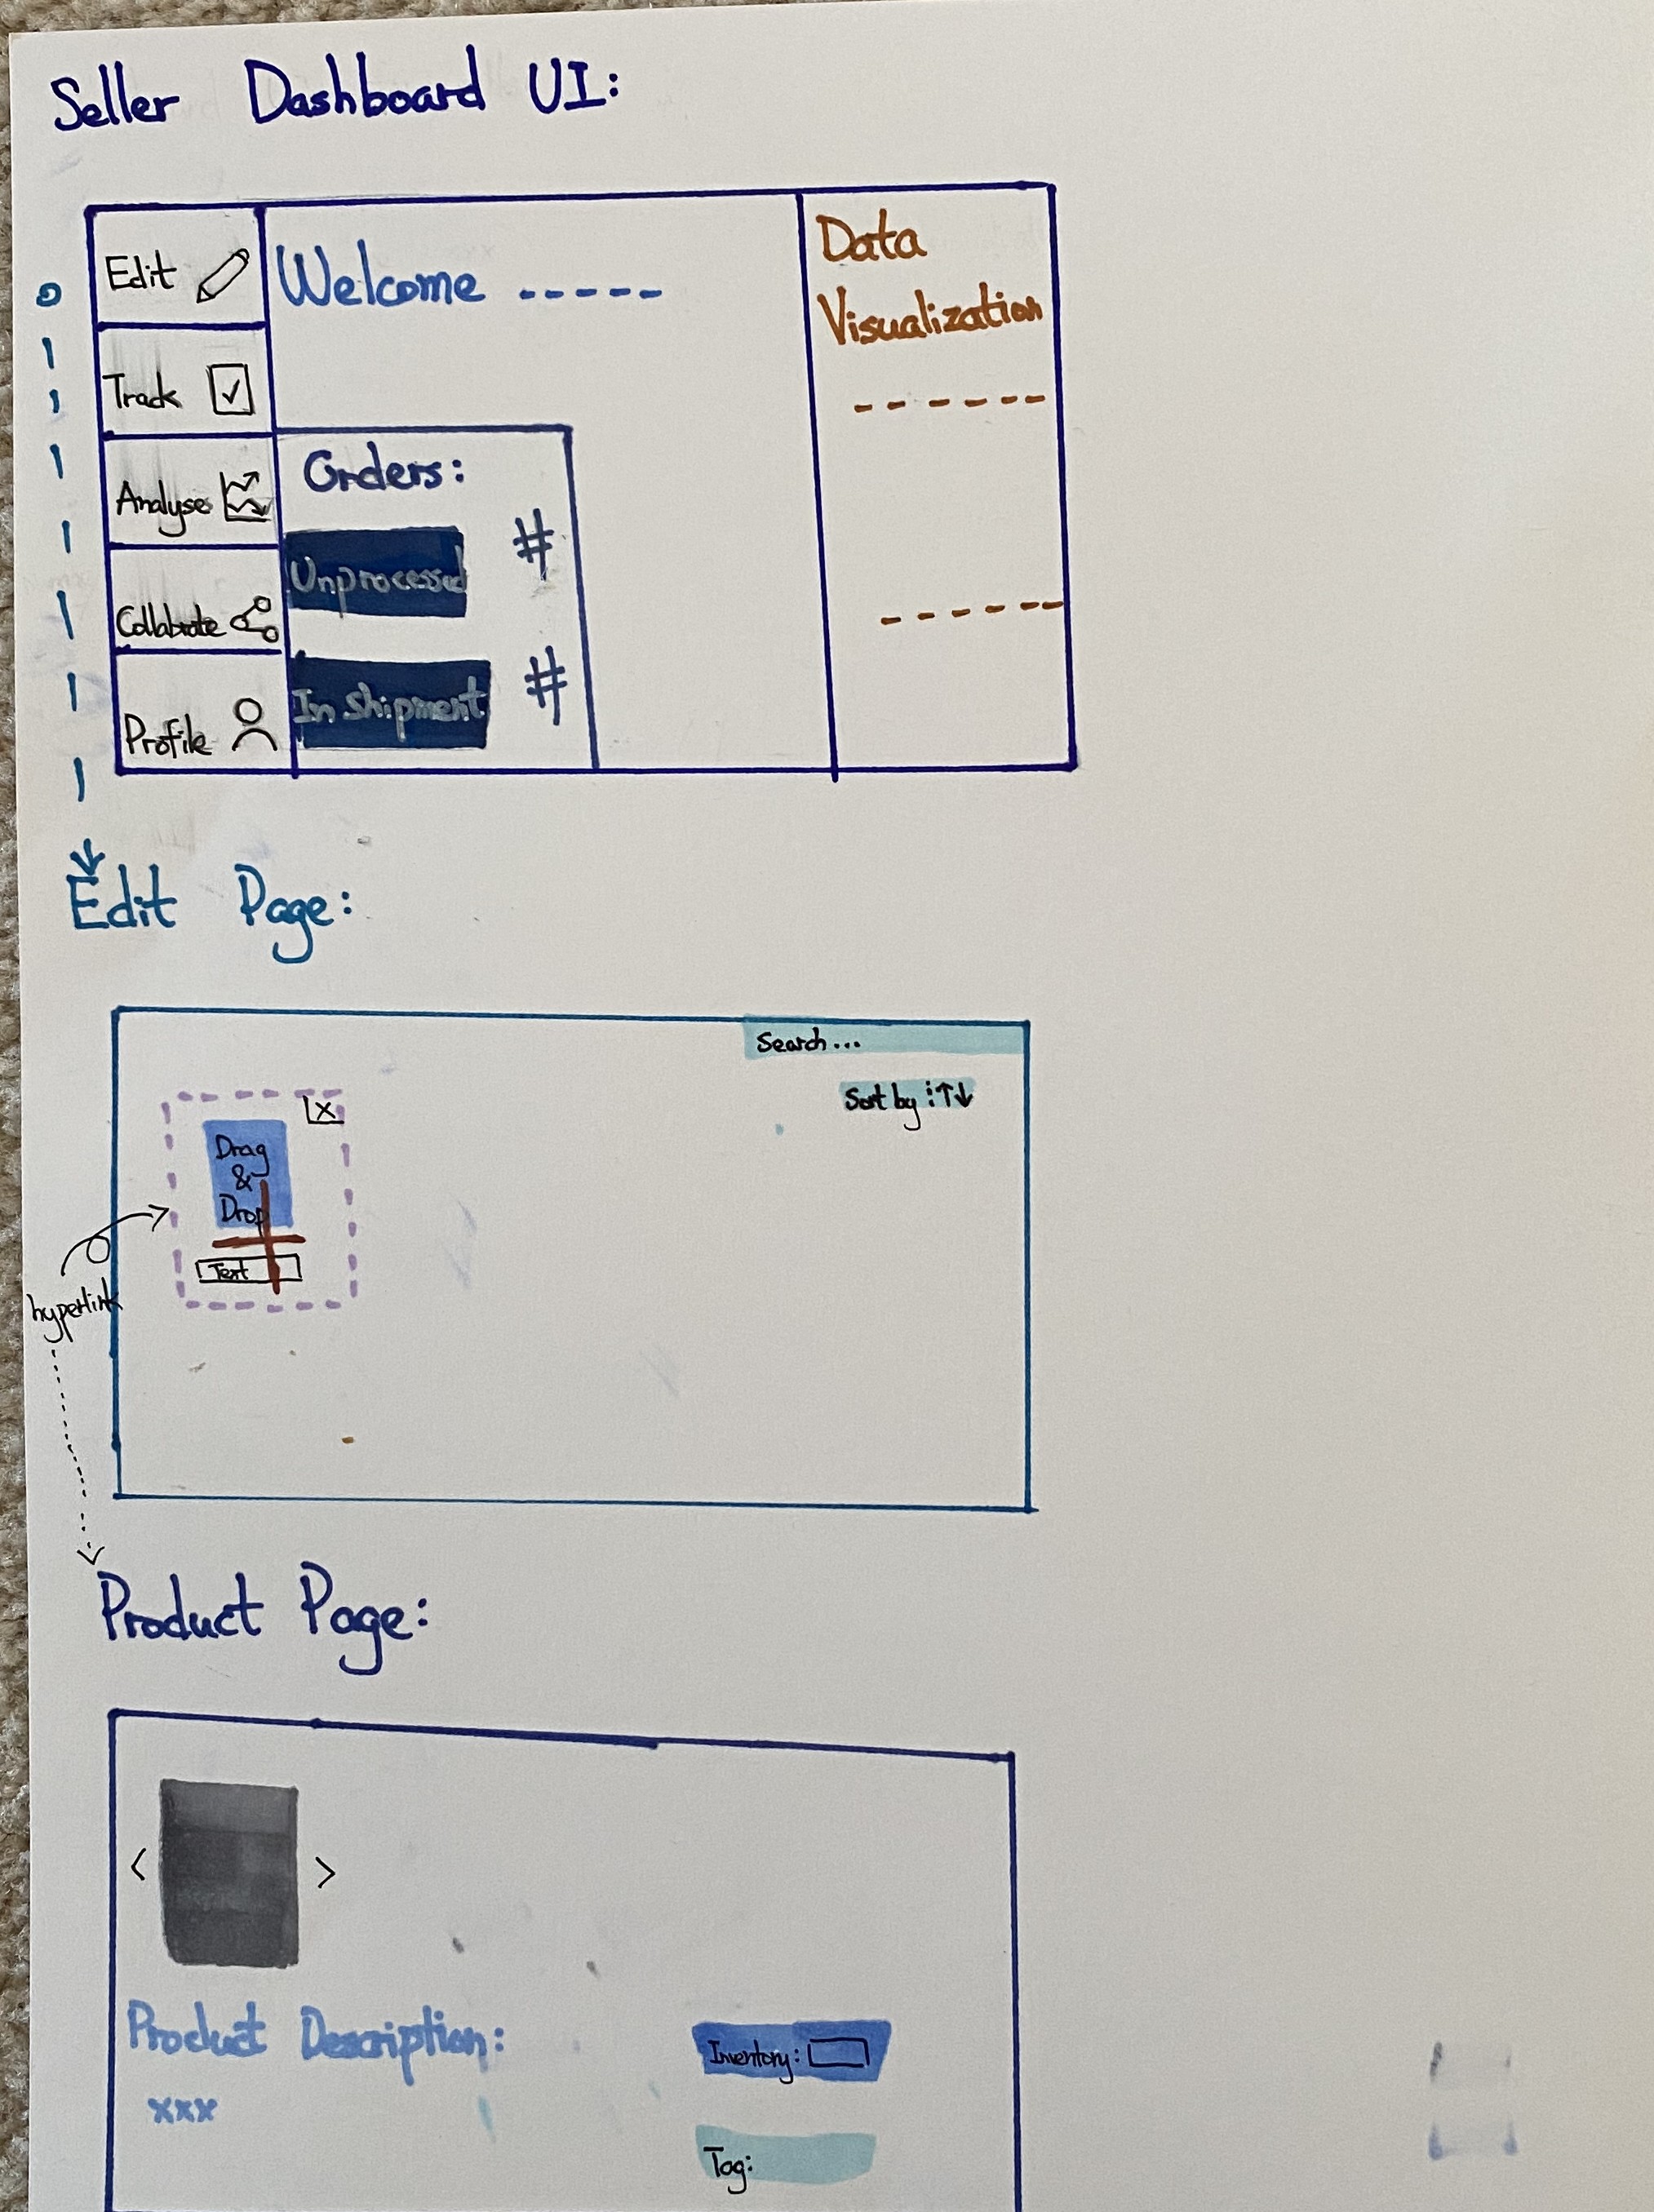 Seller Dashboard UI:
Edit
Welcome -----
Data
Visualization
Track
Analyse
Collabrate
Profile
Orders:
Unprocessed #
In shipment #
Edit Page:
Search...
Sort by :↑↓
X
Drag
&
Drop
Text
hyperlink
Product Page:
< >
Product Description:
xxx
Inventory:
Tag: